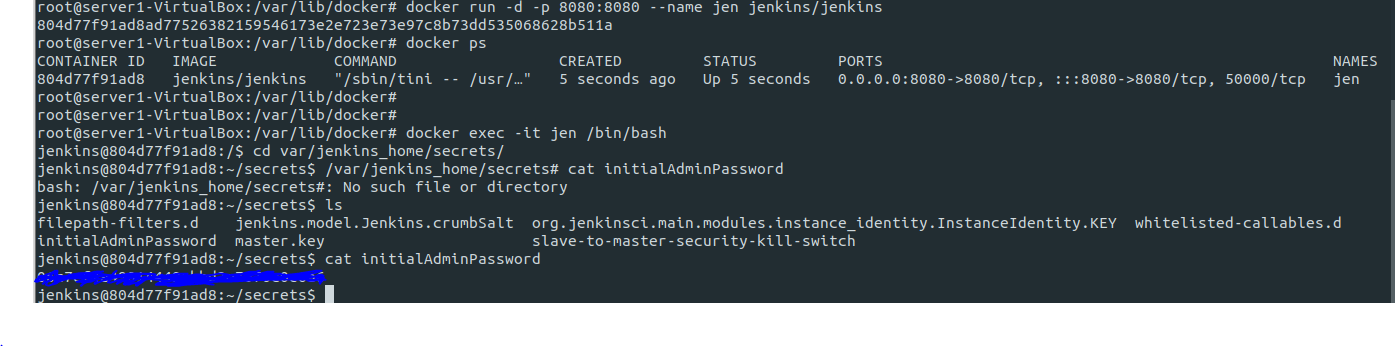 root@server1-VirtualBox:/var/lib/docker# docker run -d -p 8080:8080 --name jen jenkins/jenkins
804d77f91ad8ad77526382159546173e2e723e73e97c8b73dd535068628b511a
root@server1-VirtualBox:/var/lib/docker# docker ps
CONTAINER ID   IMAGE             COMMAND                  CREATED         STATUS         PORTS                                                  NAMES
804d77f91ad8   jenkins/jenkins   "/sbin/tini -- /usr/…"   5 seconds ago   Up 5 seconds   0.0.0.0:8080->8080/tcp, :::8080->8080/tcp, 50000/tcp   jen
root@server1-VirtualBox:/var/lib/docker#
root@server1-VirtualBox:/var/lib/docker#
root@server1-VirtualBox:/var/lib/docker# docker exec -it jen /bin/bash
jenkins@804d77f91ad8:/$ cd var/jenkins_home/secrets/
jenkins@804d77f91ad8:~/secrets$ /var/jenkins_home/secrets# cat initialAdminPassword
bash: /var/jenkins_home/secrets#: No such file or directory
jenkins@804d77f91ad8:~/secrets$ ls
filepath-filters.d    jenkins.model.Jenkins.crumbSalt  org.jenkinsci.main.modules.instance_identity.InstanceIdentity.KEY  whitelisted-callables.d
initialAdminPassword  master.key                       slave-to-master-security-kill-switch
jenkins@804d77f91ad8:~/secrets$ cat initialAdminPassword
jenkins@804d77f91ad8:~/secrets$